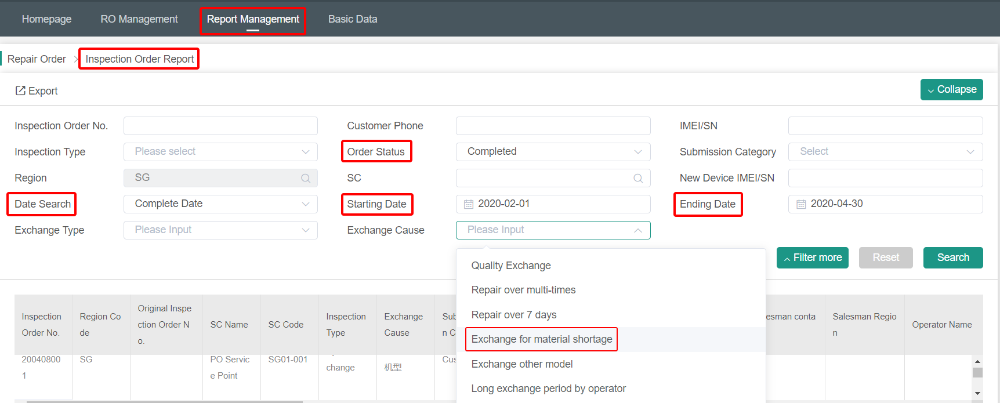 Homepage RO Management Report Management Basic Data
Repair Order > Inspection Order Report
Export Collapse
Inspection Order No. Customer Phone IMEI/SN
Inspection Type Please select Order Status Completed Submission Category Select
Region SG SC New Device IMEI/SN
Date Search Complete Date Starting Date 2020-02-01 Ending Date 2020-04-30
Exchange Type Please Input Exchange Cause Please Input
Filter more Reset Search
Quality Exchange
Repair over multi-times
Repair over 7 days
Exchange for material shortage
Exchange other model
Long exchange period by operator
Inspection
Order No.
Region Co
de
Original Inspe
ction Order N
o.
SC Name
SC Code
Inspection
Type
Exchange
Cause
Salesman Regio
n
Operator Name
20040800
1
SG
PO Servic
e Point
SG01-001
change
机型